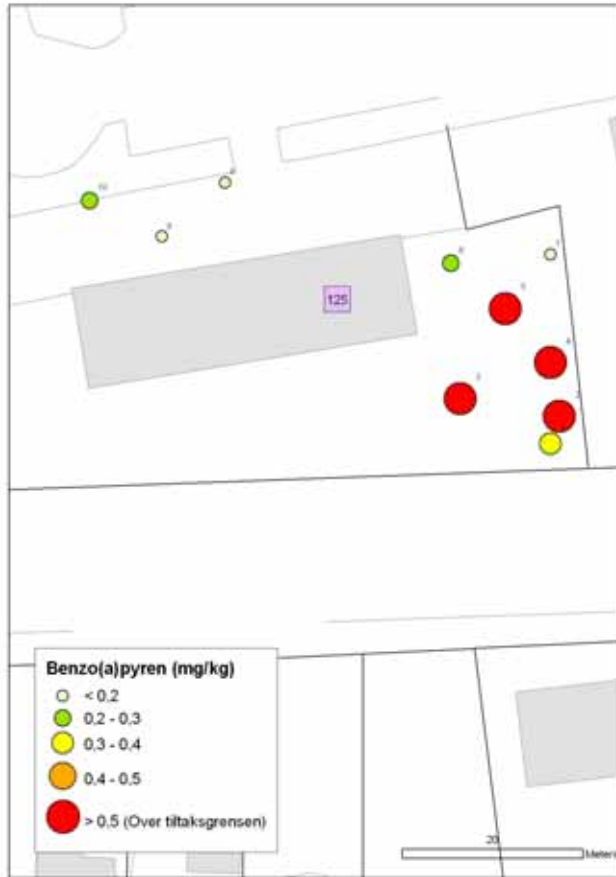 125
Benzo(a)pyren (mg/kg)
< 0,2
0,2 - 0,3
0,3 - 0,4
0,4 - 0,5
> 0,5 (Over tiltaksgrensen)
20
Meters